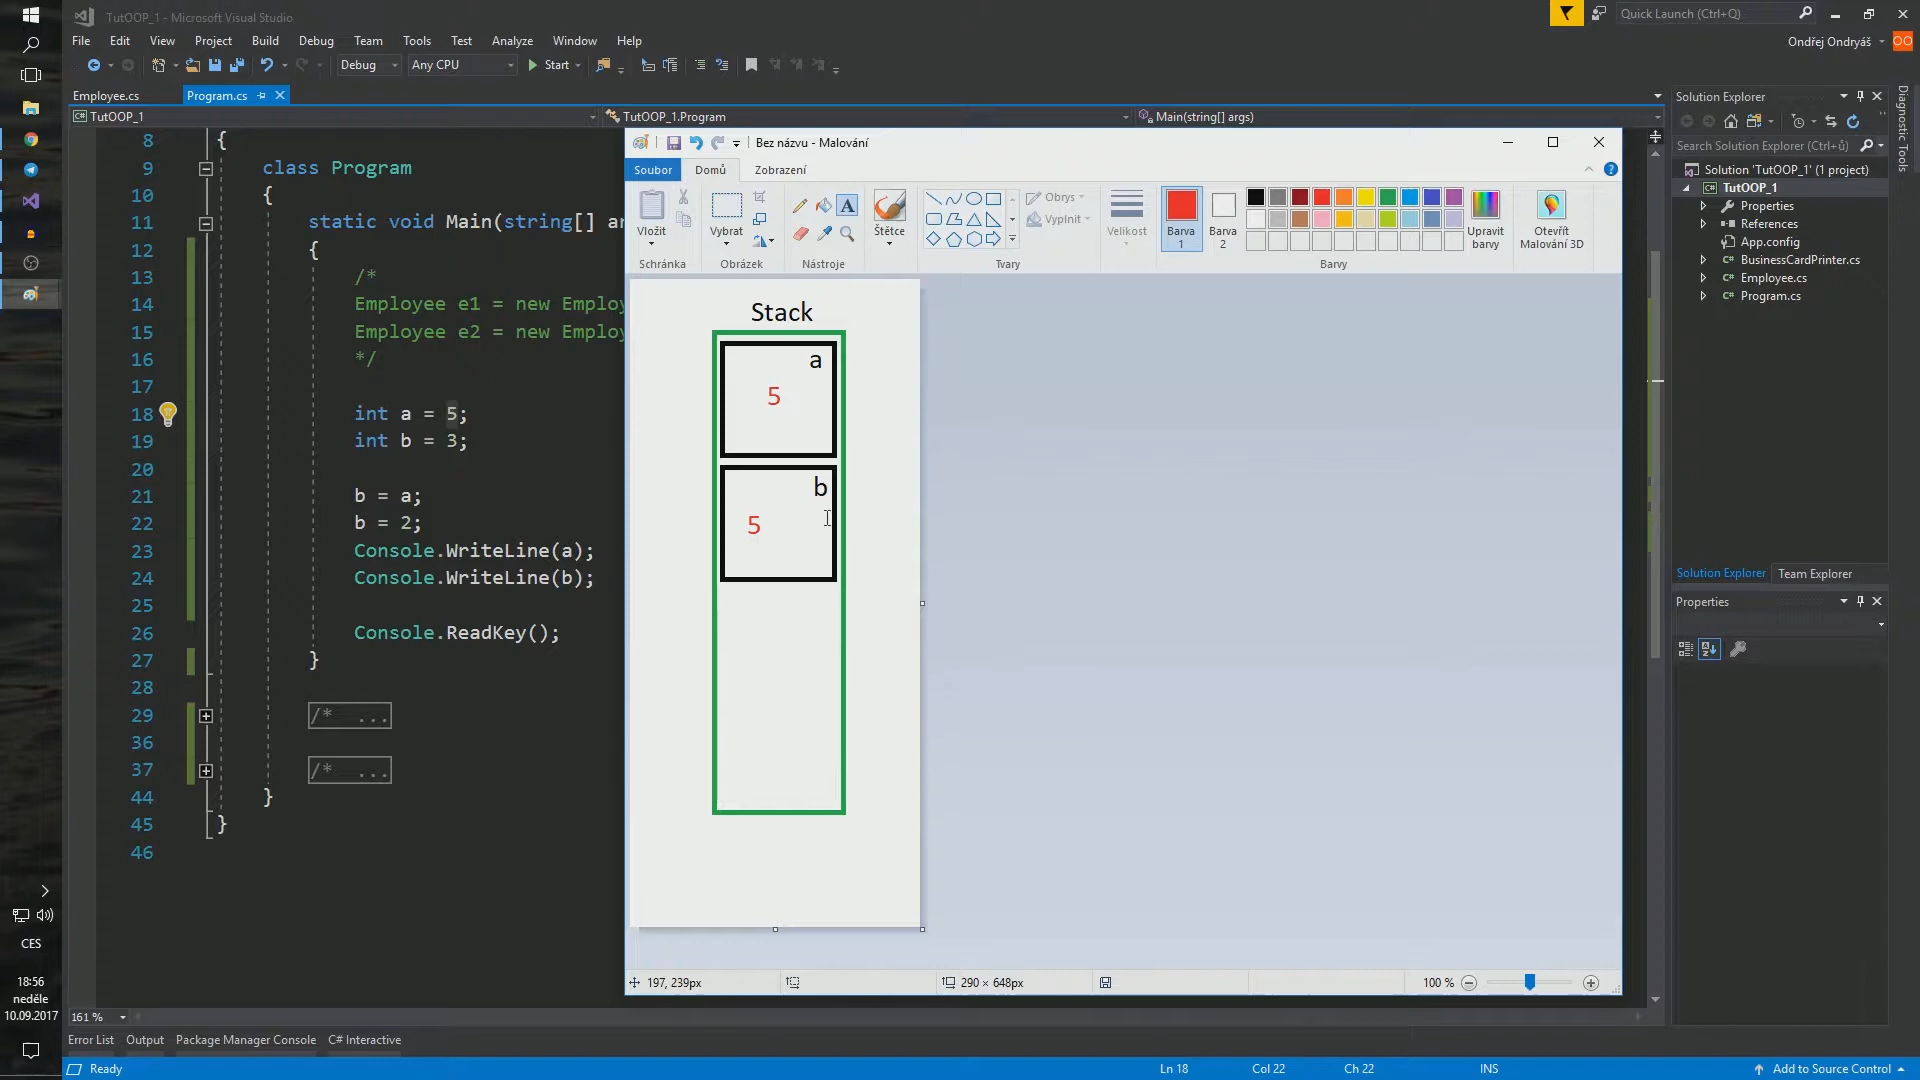 TutOOP_1 - Microsoft Visual Studio
Quick Launch (Ctrl+Q)
File Edit View Project Build Debug Team Tools Test Analyze Window Help
Ondřej Ondryáš
OO
Debug Any CPU Start
Employee.cs Program.cs
TutOOP_1 TutOOP_1.Program Main(string[] args)
8 {
9 class Program
10 {
11 static void Main(string[] ar
12 {
13 /*
14 Employee e1 = new Employ
15 Employee e2 = new Employ
16 */
17
18 int a = 5;
19 int b = 3;
20
21 b = a;
22 b = 2;
23 Console.WriteLine(a);
24 Console.WriteLine(b);
25
26 Console.ReadKey();
27 }
28
29 /* ...
36
37 /* ...
44 }
45 }
46
161 %
Bez názvu - Malování
Soubor Domů Zobrazení
Vložit
Schránka
Vybrat
Obrázek
Nástroje
Štětce
Obrys
Výplní
Tvary
Velikost
Barva 1
Barva 2
Upravit barvy
Otevřít Malování 3D
Barvy
Stack
a
5
b
5
197, 239px
290 × 648px
100 %
Solution Explorer
Search Solution Explorer (Ctrl+ů)
Solution 'TutOOP_1' (1 project)
TutOOP_1
Properties
References
App.config
BusinessCardPrinter.cs
Employee.cs
Program.cs
Solution Explorer Team Explorer
Properties
Diagnostic Tools
CES
18:56
neděle
10.09.2017
Error List Output Package Manager Console C# Interactive
Ready
Ln 18 Col 22 Ch 22 INS
Add to Source Control